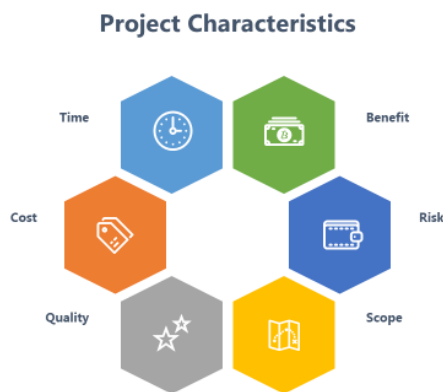 Project Characteristics
Time
Benefit
Cost
Risk
Quality
Scope